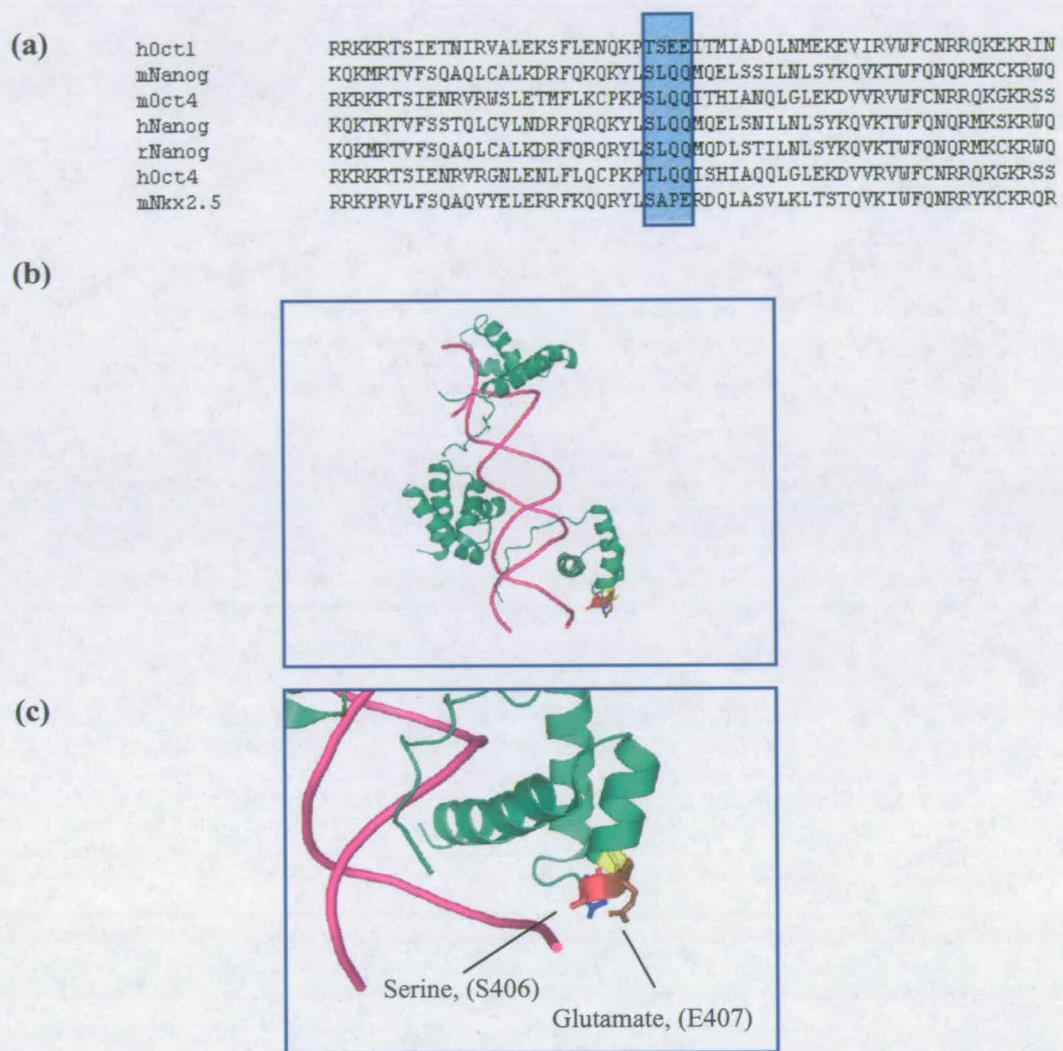 (a)
hOct1 RRKKRTSIETNIRVALEKSFLENQKPTSEEITMIADQLNMEKEVIRVWFCNRRQKEKRIN
mNanog KQKMRTVFSQAQLCALKDRFQKQKYLSLQQMQELSSILNLSYKQVKTWFQNQRMKCKRWQ
mOct4 RKRKRTSIENRVRWSLETMFLKCPKPSLQQITHIANQLGLEKDVVRVWFCNRRQKGKRSS
hNanog KQKTRTVFSSTQLCVLNDRFQRQKYLSLQQMQELSNILNLSYKQVKTWFQNQRMKSKRWQ
rNanog KQKMRTVFSQAQLCALKDRFQRQRYLSLQQMQDLSTILNLSYKQVKTWFQNQRMKCKRWQ
hOct4 RKRKRTSIENRVRGNLENLFLQCPKPTLQQISHIAQQLGLEKDVVRVWFCNRRQKGKRSS
mNkx2.5 RRKPRVLFSQAQVYELERRFKQQRYLSAPERDQLASVLKLTSTQVKIWFQNRRYKCKRQR
(b)
(c)
Serine, (S406)
Glutamate, (E407)